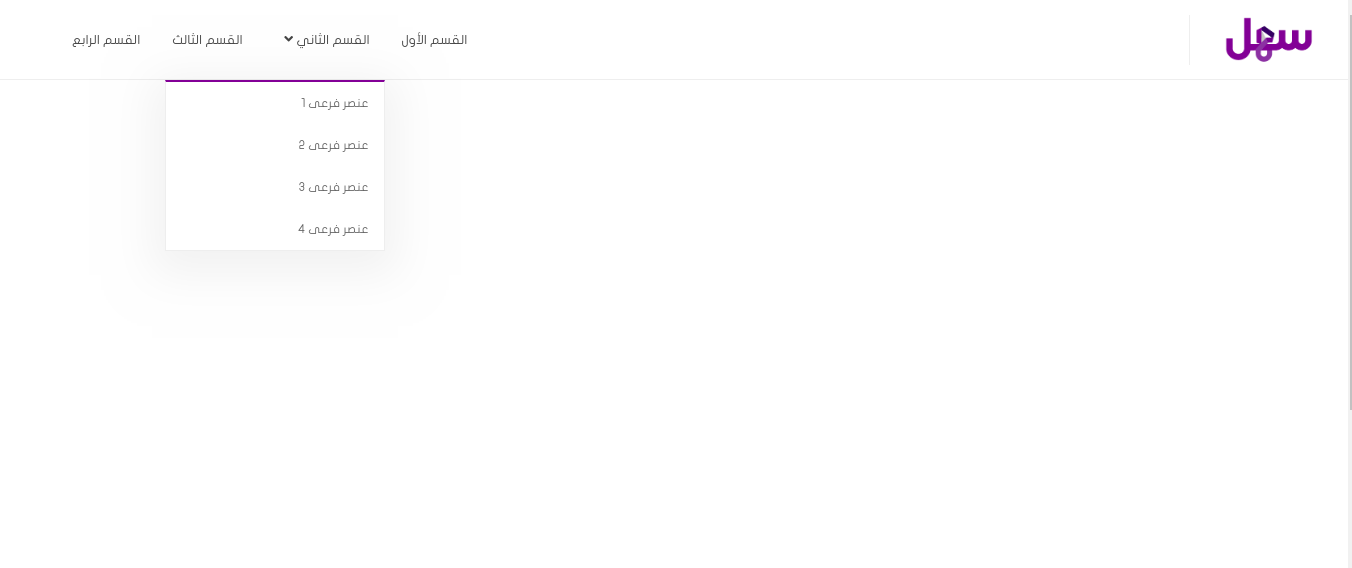 سهل
القسم الأول القسم الثاني القسم الثالث القسم الرابع
عنصر فرعى 1
عنصر فرعى 2
عنصر فرعى 3
عنصر فرعى 4